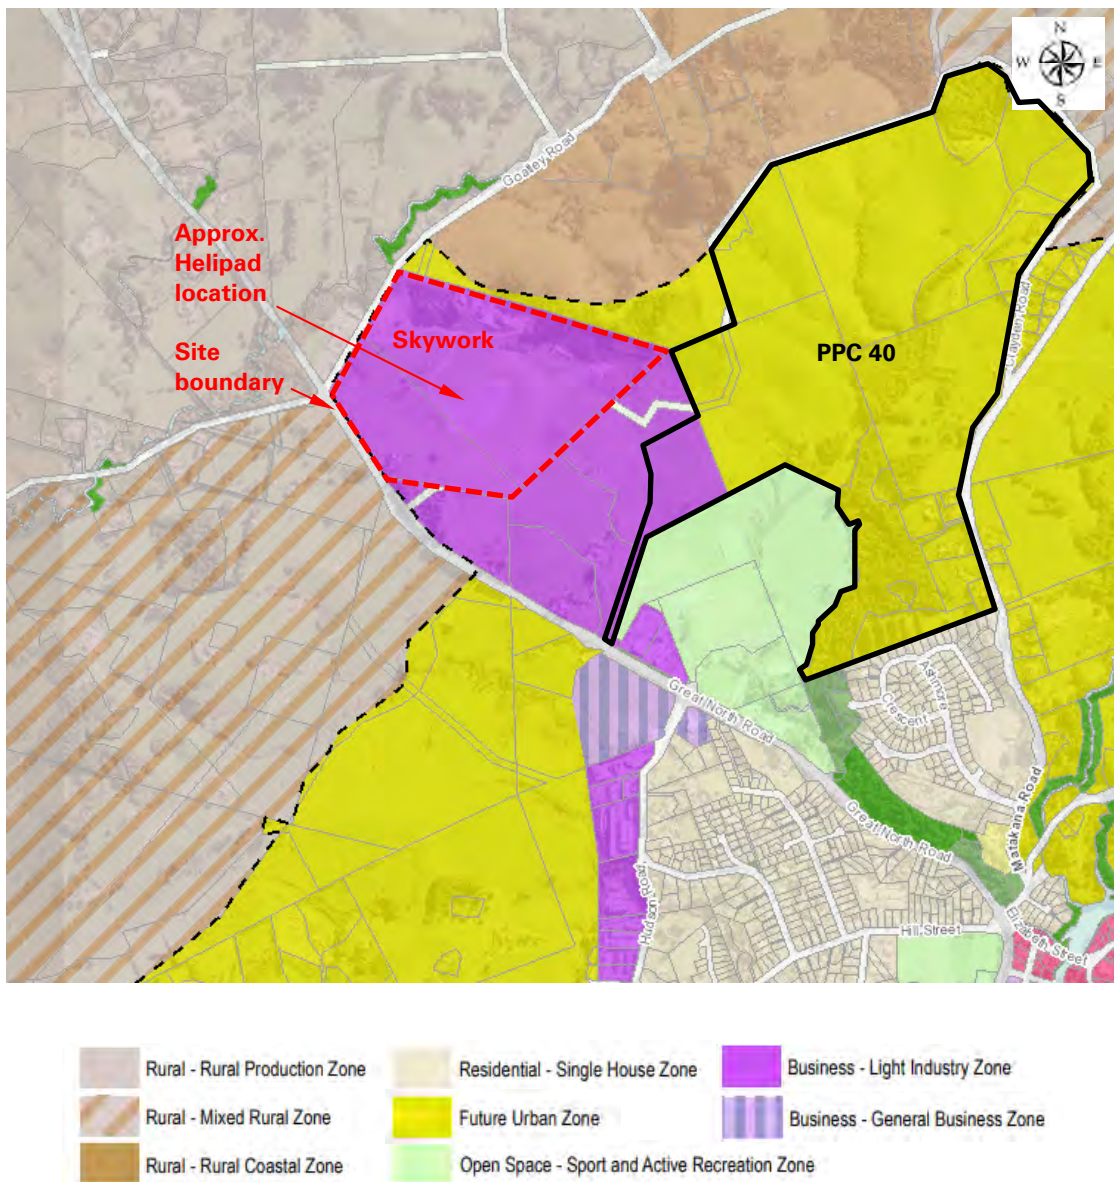 N
W
E
S
Goatley Road
Approx.
Helipad
location
Skywork
Site
boundary
PPC 40
Clayden Road
Great North Road
Ashmore
Crescent
Matakana Road
Great North Road
Hudson Road
Hill Street
Elizabeth Street
Rural - Rural Production Zone
Residential - Single House Zone
Business - Light Industry Zone
Rural - Mixed Rural Zone
Future Urban Zone
Business - General Business Zone
Rural - Rural Coastal Zone
Open Space - Sport and Active Recreation Zone